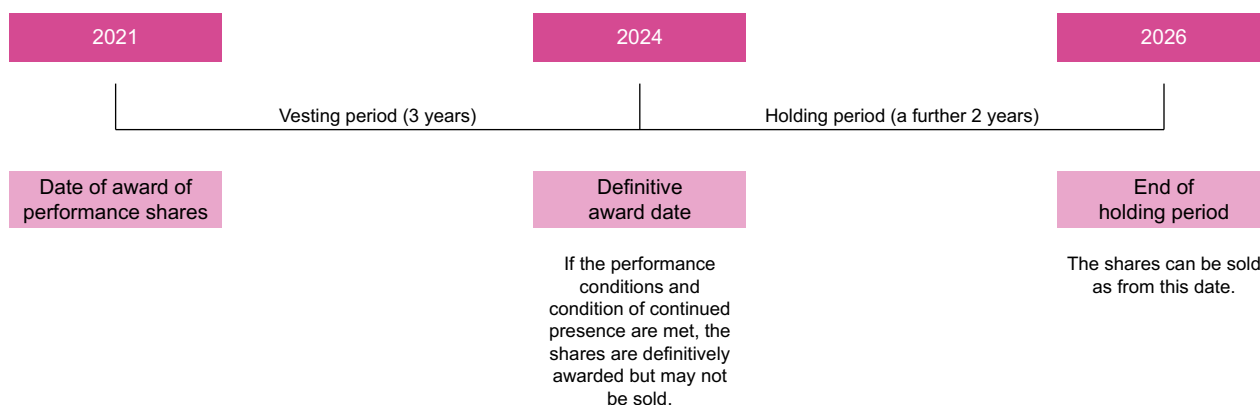 2021
2024
2026
Vesting period (3 years)
Holding period (a further 2 years)
Date of award of
performance shares
Definitive
award date
End of
holding period
If the performance
conditions and
condition of continued
presence are met, the
shares are definitively
awarded but may not
be sold.
The shares can be sold
as from this date.